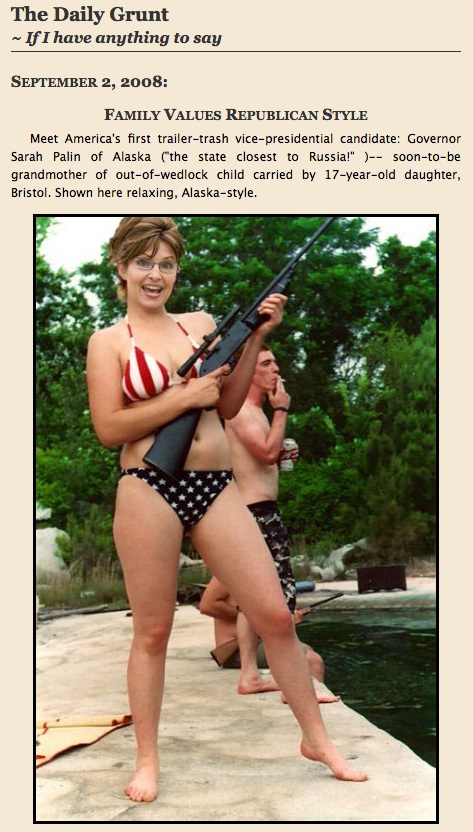 The Daily Grunt
~ If I have anything to say
September 2, 2008:
Family Values Republican Style
Meet America's first trailer-trash vice-presidential candidate: Governor
Sarah Palin of Alaska ("the state closest to Russia!" )-- soon-to-be
grandmother of out-of-wedlock child carried by 17-year-old daughter,
Bristol. Shown here relaxing, Alaska-style.